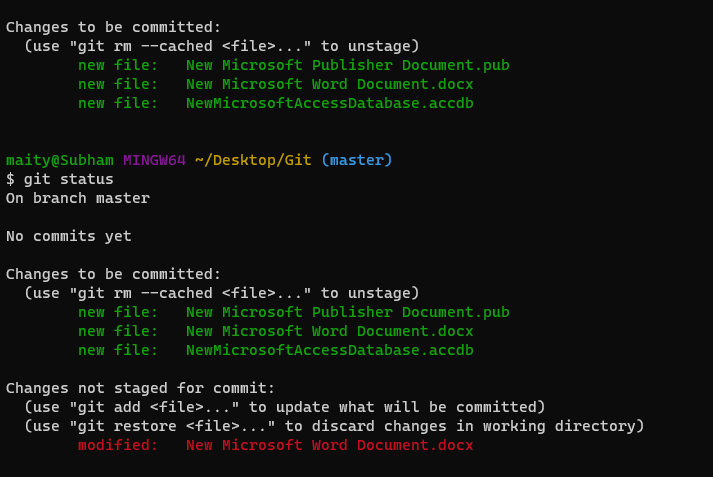 Changes to be committed:
  (use "git rm --cached <file>..." to unstage)
        new file:   New Microsoft Publisher Document.pub
        new file:   New Microsoft Word Document.docx
        new file:   NewMicrosoftAccessDatabase.accdb

maity@Subham MINGW64 ~/Desktop/Git (master)
$ git status
On branch master

No commits yet

Changes to be committed:
  (use "git rm --cached <file>..." to unstage)
        new file:   New Microsoft Publisher Document.pub
        new file:   New Microsoft Word Document.docx
        new file:   NewMicrosoftAccessDatabase.accdb

Changes not staged for commit:
  (use "git add <file>..." to update what will be committed)
  (use "git restore <file>..." to discard changes in working directory)
        modified:   New Microsoft Word Document.docx